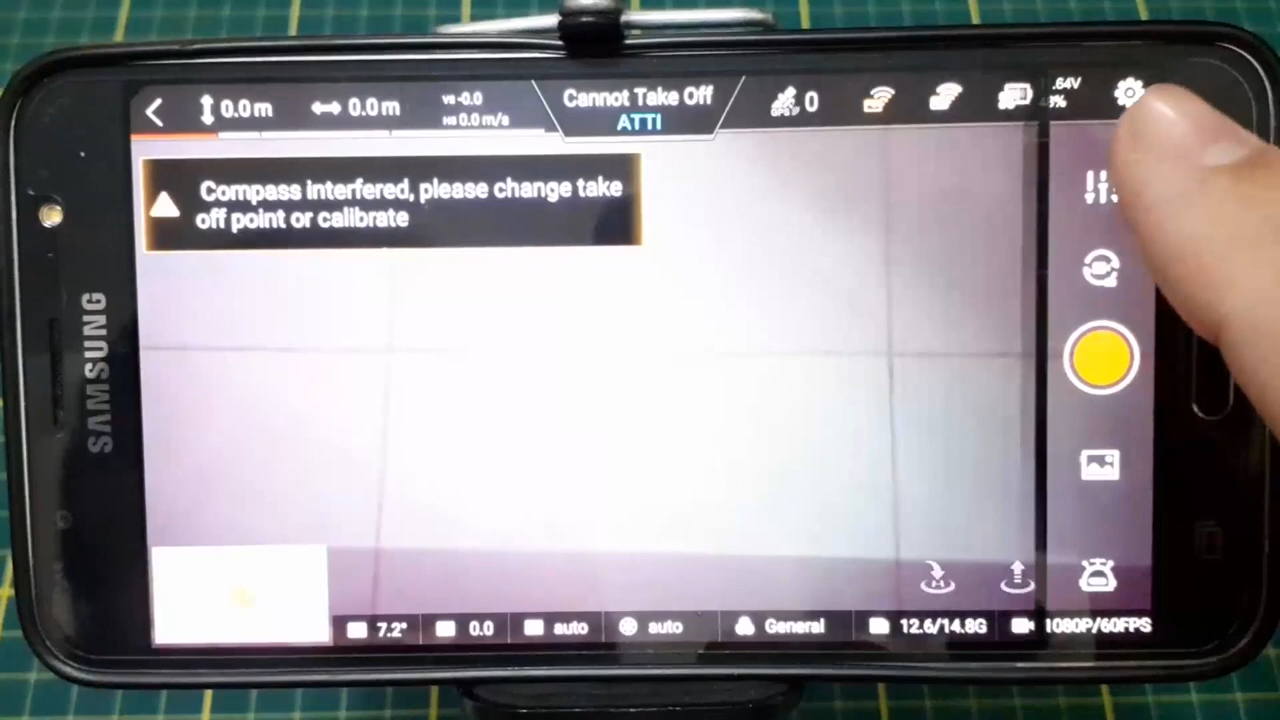 0.0m
0.0m
VS -0.0
HS 0.0 m/s
Cannot Take Off
ATTI
GPS
0
.64V
Compass interfered, please change take
off point or calibrate
SAMSUNG
H
7.2°
0.0
auto
auto
General
12.6/14.8G
1080P/60FPS